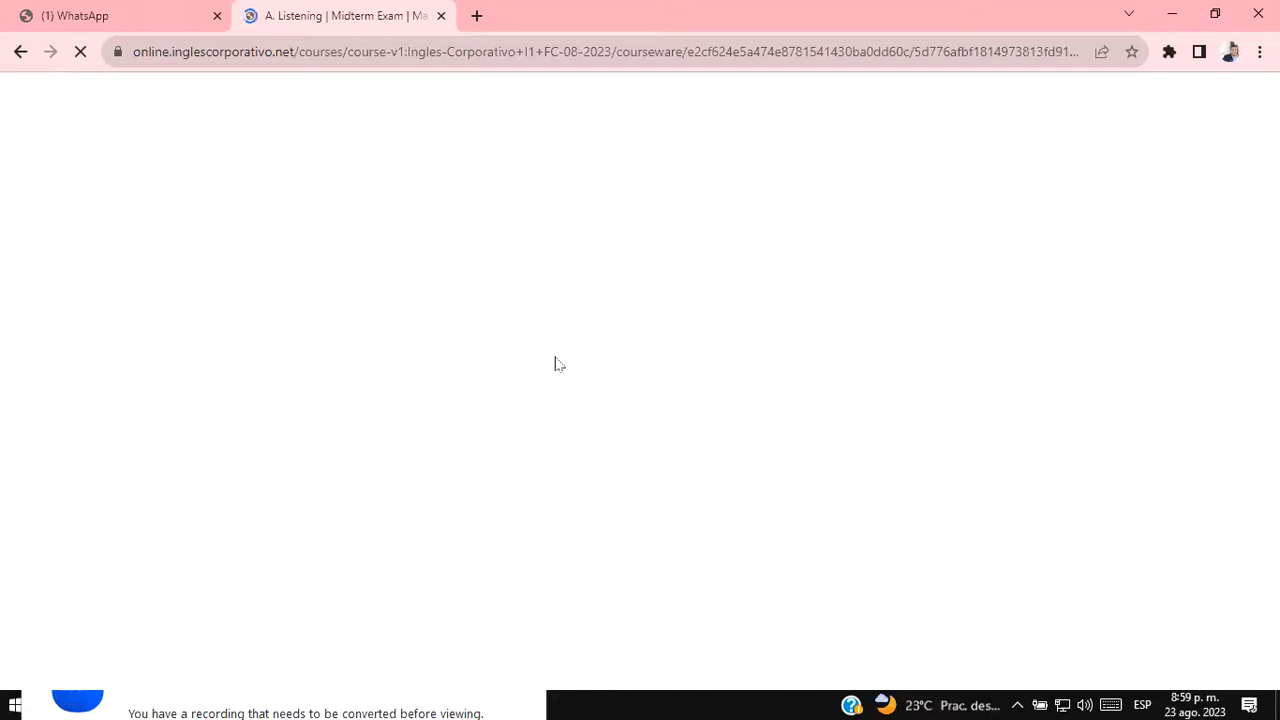 (1) WhatsApp
A. Listening | Midterm Exam | Ma
online.inglescorporativo.net/courses/course-v1:Ingles-Corporativo+I1+FC-08-2023/courseware/e2cf624e5a474e8781541430ba0dd60c/5d776afbf1814973813fd91...
You have a recording that needs to be converted before viewing.
23°C Prac. des...
ESP
8:59 p. m.
23 ago. 2023